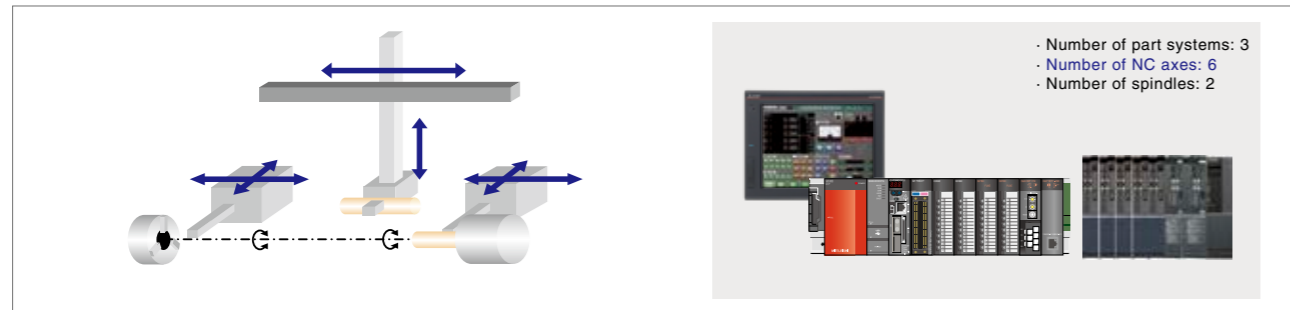 · Number of part systems: 3
· Number of NC axes: 6
· Number of spindles: 2